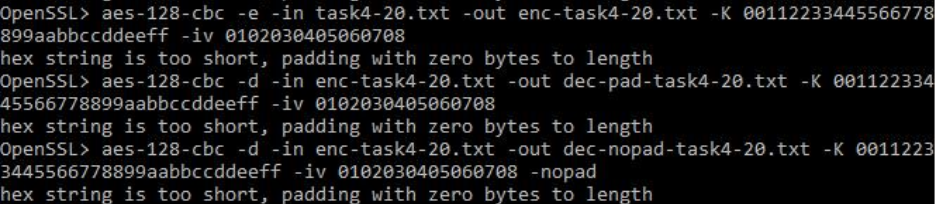 OpenSSL> aes-128-cbc -e -in task4-20.txt -out enc-task4-20.txt -K 00112233445566778
899aabbccddeeff -iv 0102030405060708
hex string is too short, padding with zero bytes to length
OpenSSL> aes-128-cbc -d -in enc-task4-20.txt -out dec-pad-task4-20.txt -K 001122334
45566778899aabbccddeeff -iv 0102030405060708
hex string is too short, padding with zero bytes to length
OpenSSL> aes-128-cbc -d -in enc-task4-20.txt -out dec-nopad-task4-20.txt -K 0011223
3445566778899aabbccddeeff -iv 0102030405060708 -nopad
hex string is too short, padding with zero bytes to length